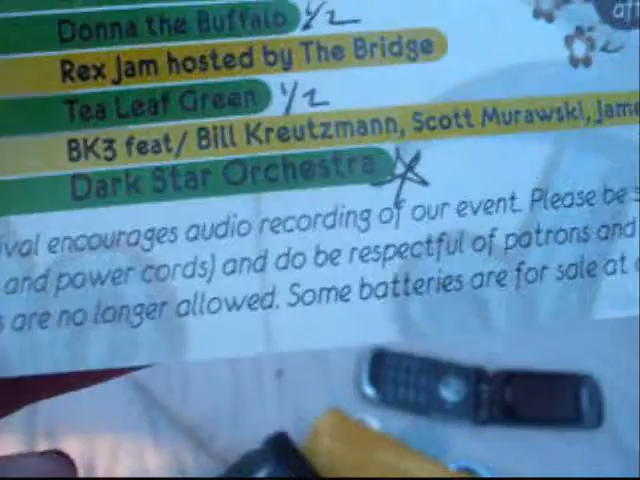 Donna the Buffalo 1/2
Rex Jam hosted by The Bridge
Tea Leaf Green 1/2
BK3 feat/ Bill Kreutzmann, Scott Murawski, Jame
Dark Star Orchestra
ival encourages audio recording of our event. Please be s
and power cords) and do be respectful of patrons and
s are no longer allowed. Some batteries are for sale at